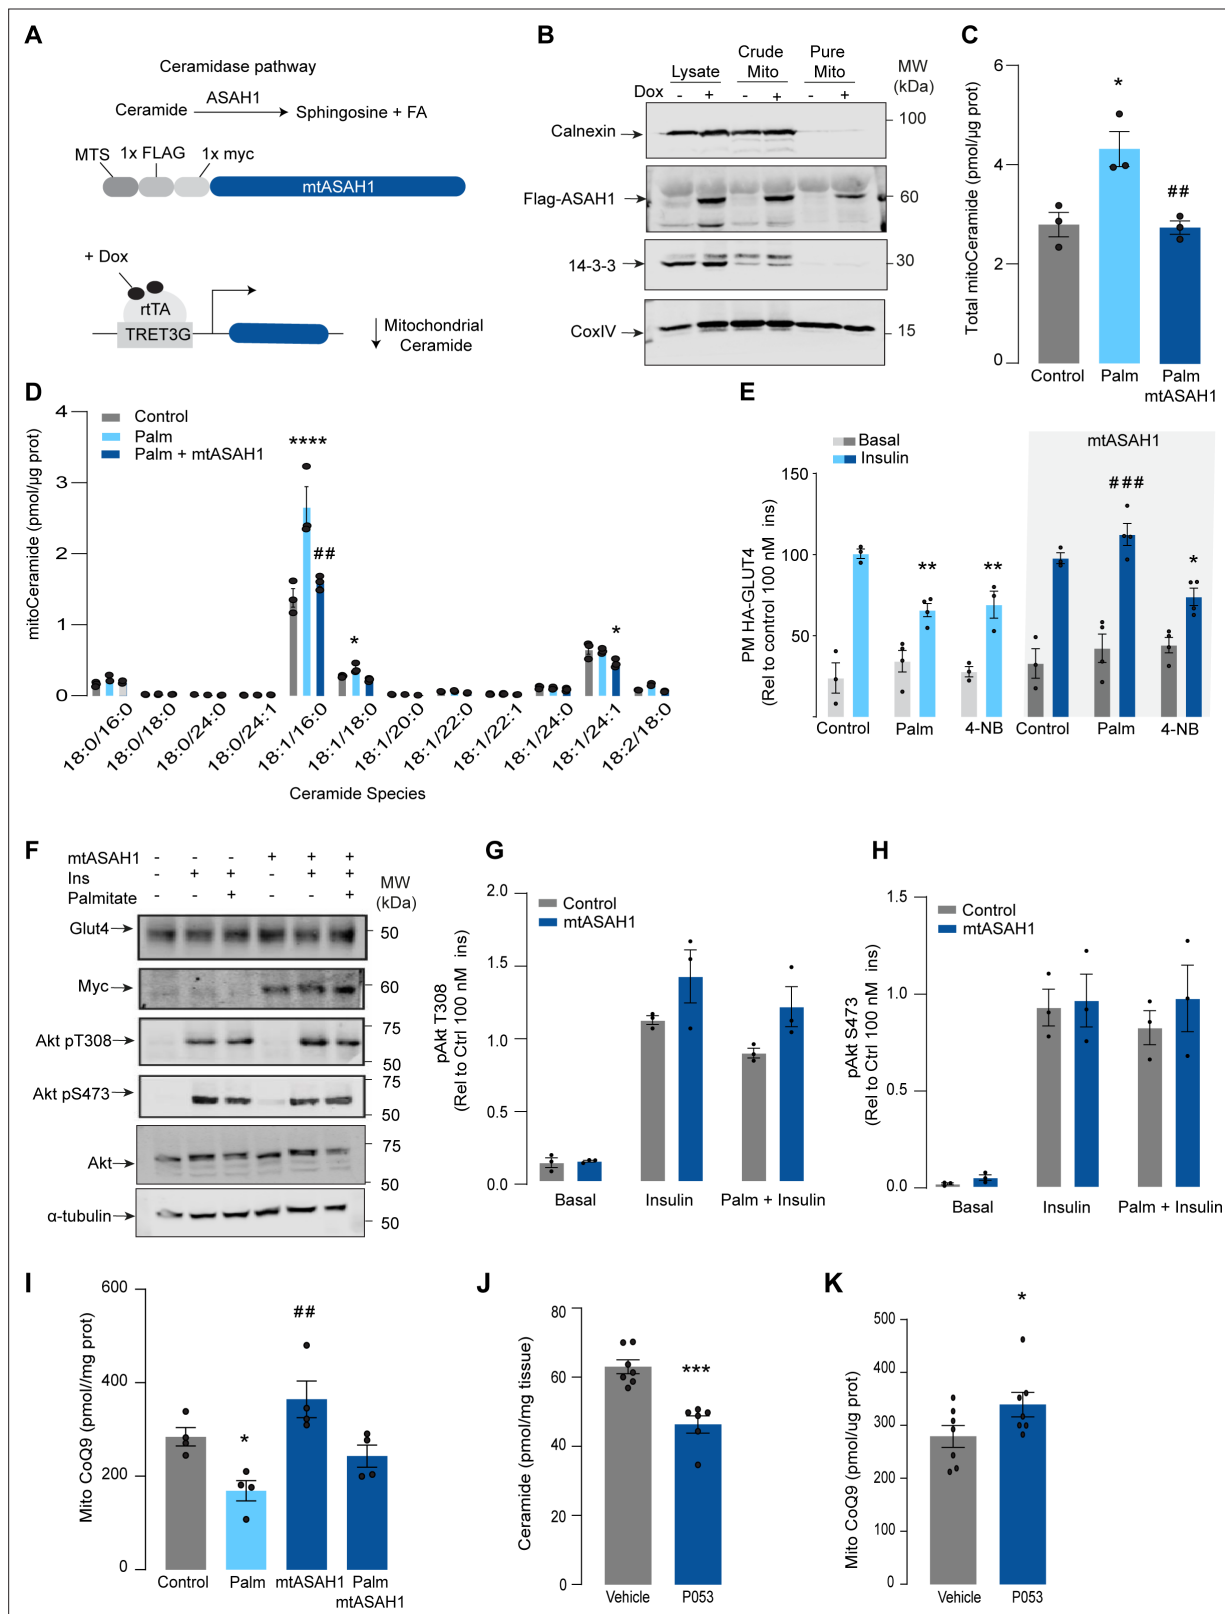 A
Ceramidase pathway
ASAH1
Ceramide
Sphingosine + FA
MTS
1x FLAG
1x myc
mtASAH1
+ Dox
rtTA
TRET3G
Mitochondrial
Ceramide
B
Lysate
Crude
Mito
Pure
Mito
MW
(kDa)
Dox - + - + - +
Calnexin
100
Flag-ASAH1
60
14-3-3
30
CoxIV
15
C
Total mitoCeramide (pmol/µg prot)
6
4
2
0
*
##
Control
Palm
Palm
mtASAH1
D
mitoCeramide (pmol/µg prot)
4
3
2
1
0
Control
Palm
Palm + mtASAH1
****
##
*
*
18:0/16:0
18:0/18:0
18:0/24:0
18:0/24:1
18:1/16:0
18:1/18:0
18:1/20:0
18:1/22:0
18:1/22:1
18:1/24:0
18:1/24:1
18:2/18:0
Ceramide Species
E
PM HA-GLUT4
(Rel to control 100 nM ins)
Basal
Insulin
mtASAH1
150
100
50
**
**
###
*
Control
Palm
4-NB
Control
Palm
4-NB
F
mtASAH1 - - - + + +
Ins - + + - + +
Palmitate - - + - - +
MW
(kDa)
Glut4
50
Myc
60
Akt pT308
75
50
Akt pS473
75
50
Akt
75
50
α-tubulin
50
G
pAkt T308
(Rel to Ctrl 100 nM ins)
2.0
1.5
1.0
0.5
0.0
Control
mtASAH1
Basal
Insulin
Palm + Insulin
H
pAkt S473
(Rel to Ctrl 100 nM ins)
1.5
1.0
0.5
0.0
Control
mtASAH1
Basal
Insulin
Palm + Insulin
I
Mito CoQ9 (pmol//mg prot)
600
400
200
0
*
##
Control
Palm
mtASAH1
Palm
mtASAH1
J
Ceramide (pmol/mg tissue)
80
60
40
20
0
***
Vehicle
P053
K
Mito CoQ9 (pmol/ug prot)
500
400
300
200
100
0
*
Vehicle
P053